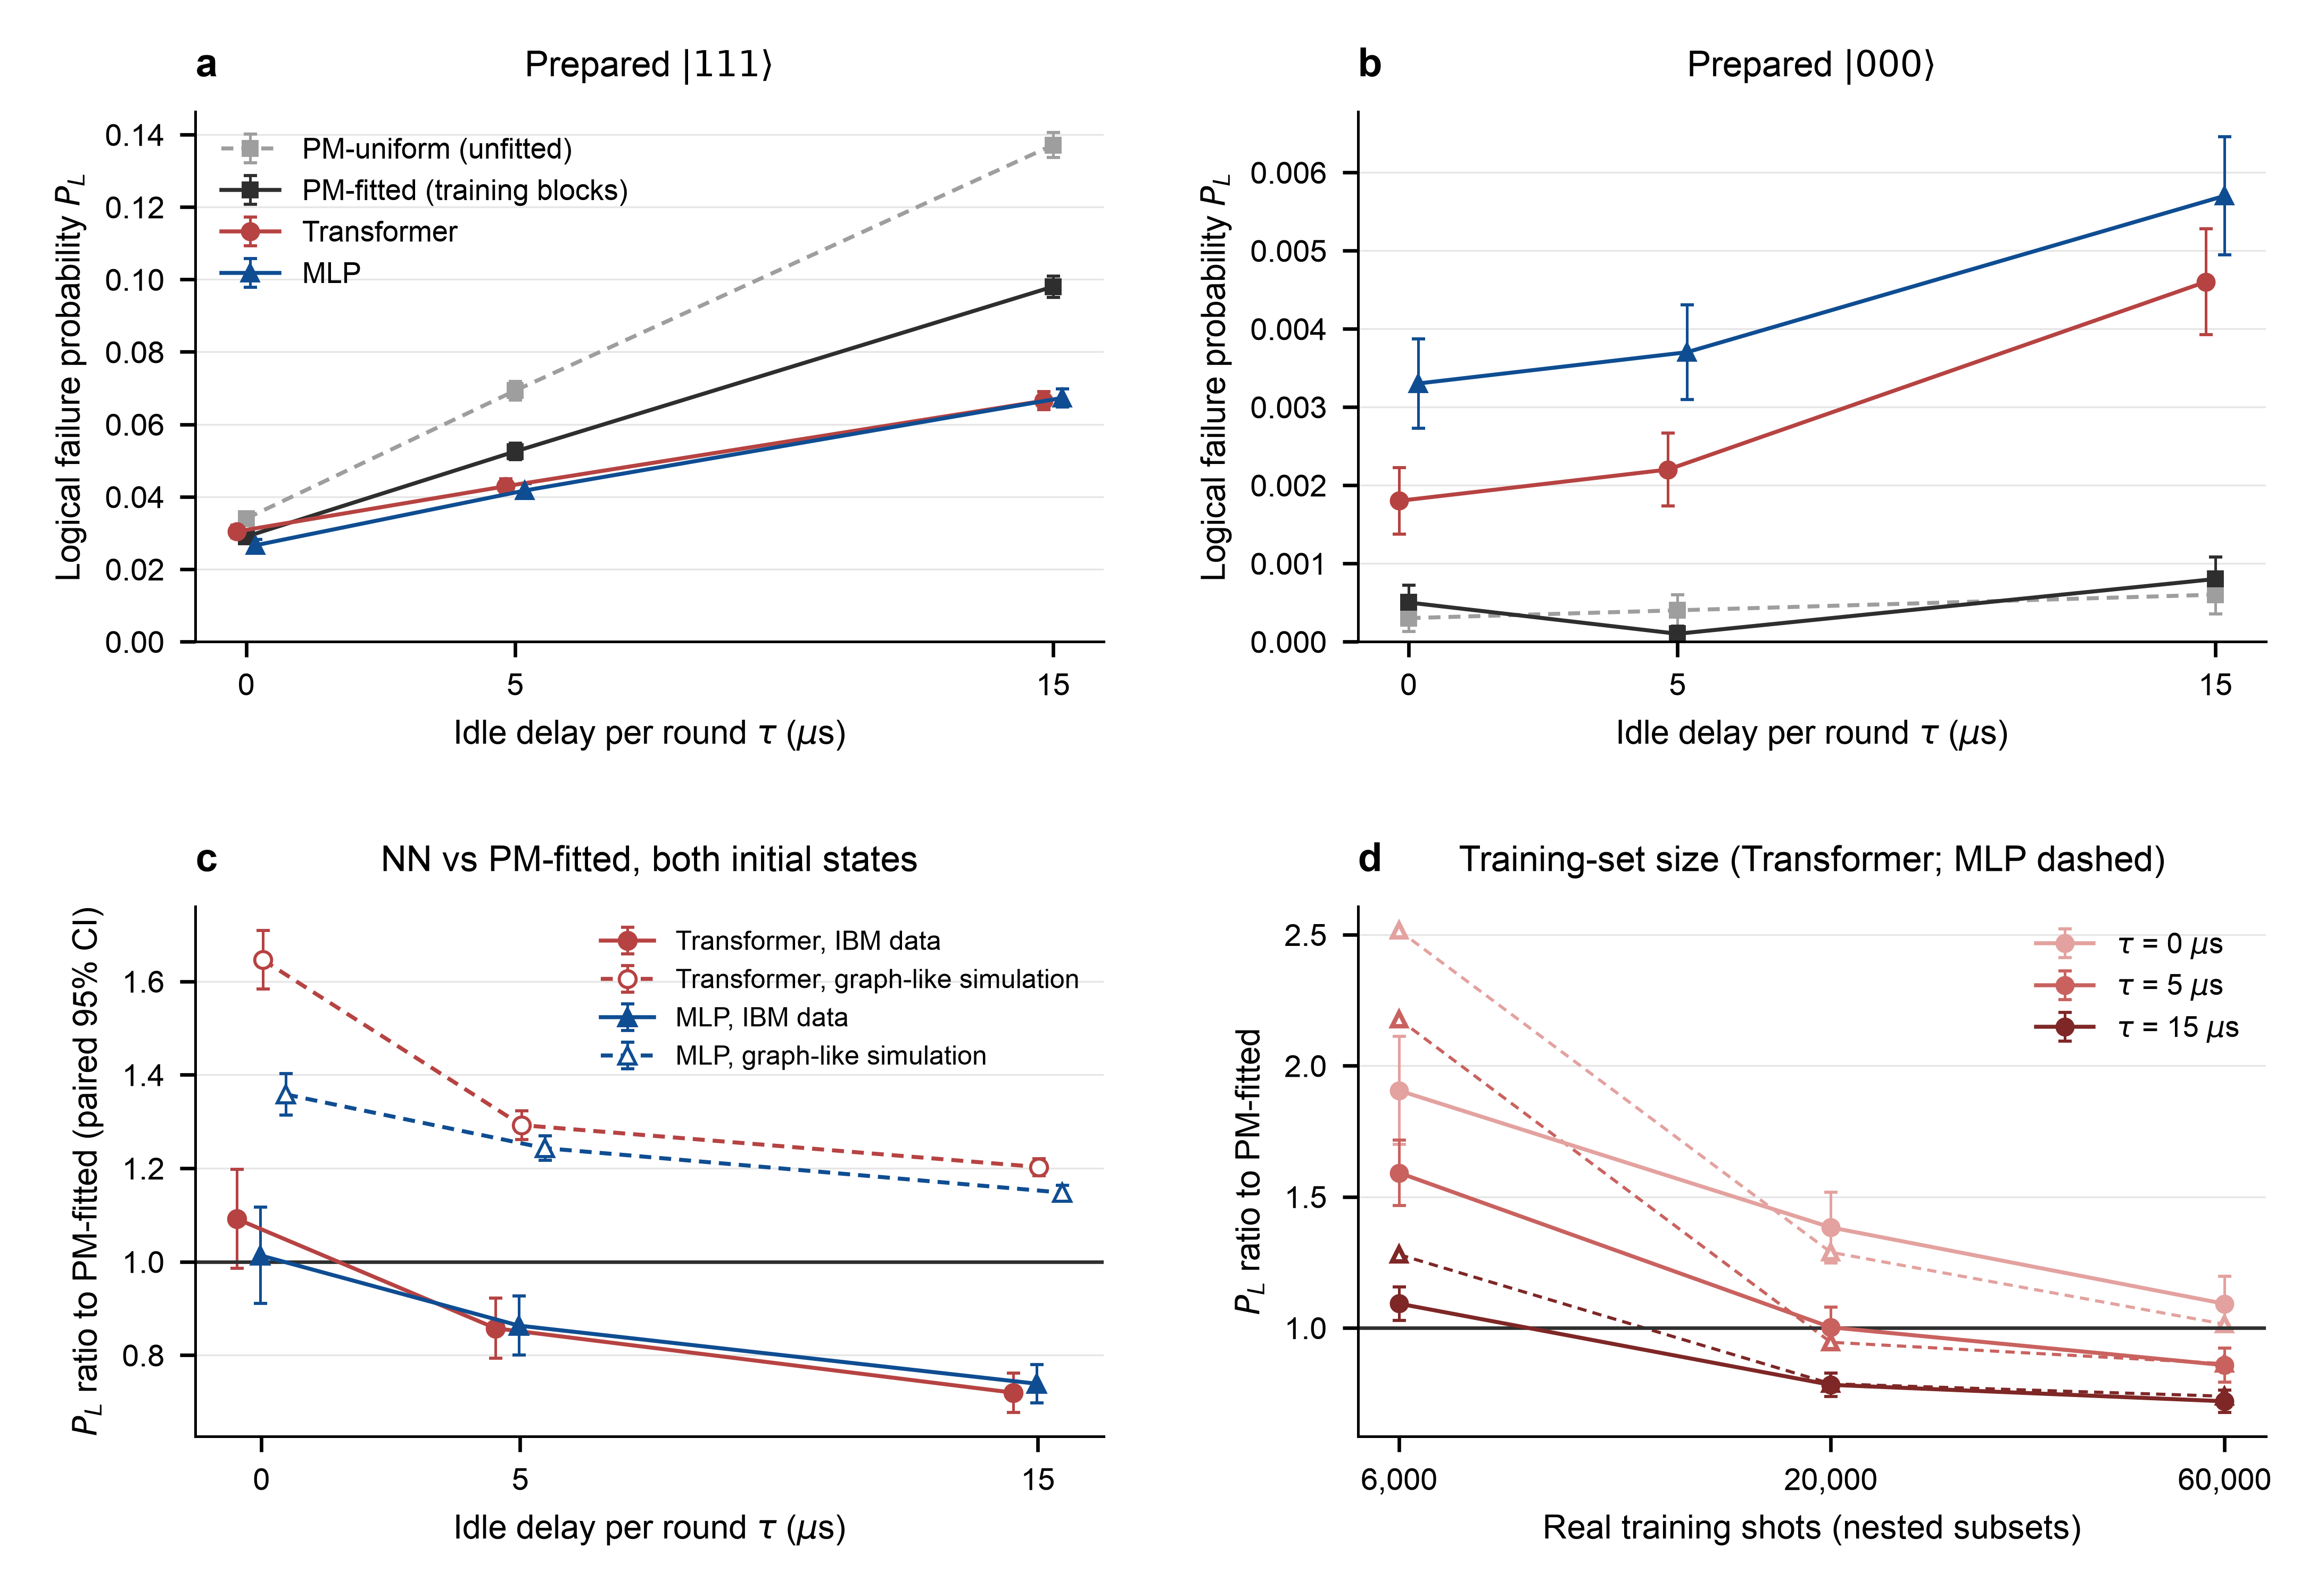 a
Prepared |111⟩
Logical failure probability P_L
0.14
0.12
0.10
0.08
0.06
0.04
0.02
0.00
PM-uniform (unfitted)
PM-fitted (training blocks)
Transformer
MLP
0 5 15
Idle delay per round τ (μs)
b
Prepared |000⟩
Logical failure probability P_L
0.006
0.005
0.004
0.003
0.002
0.001
0.000
0 5 15
Idle delay per round τ (μs)
c
NN vs PM-fitted, both initial states
P_L ratio to PM-fitted (paired 95% CI)
1.6
1.4
1.2
1.0
0.8
Transformer, IBM data
Transformer, graph-like simulation
MLP, IBM data
MLP, graph-like simulation
0 5 15
Idle delay per round τ (μs)
d
Training-set size (Transformer; MLP dashed)
P_L ratio to PM-fitted
2.5
2.0
1.5
1.0
τ = 0 μs
τ = 5 μs
τ = 15 μs
6,000 20,000 60,000
Real training shots (nested subsets)